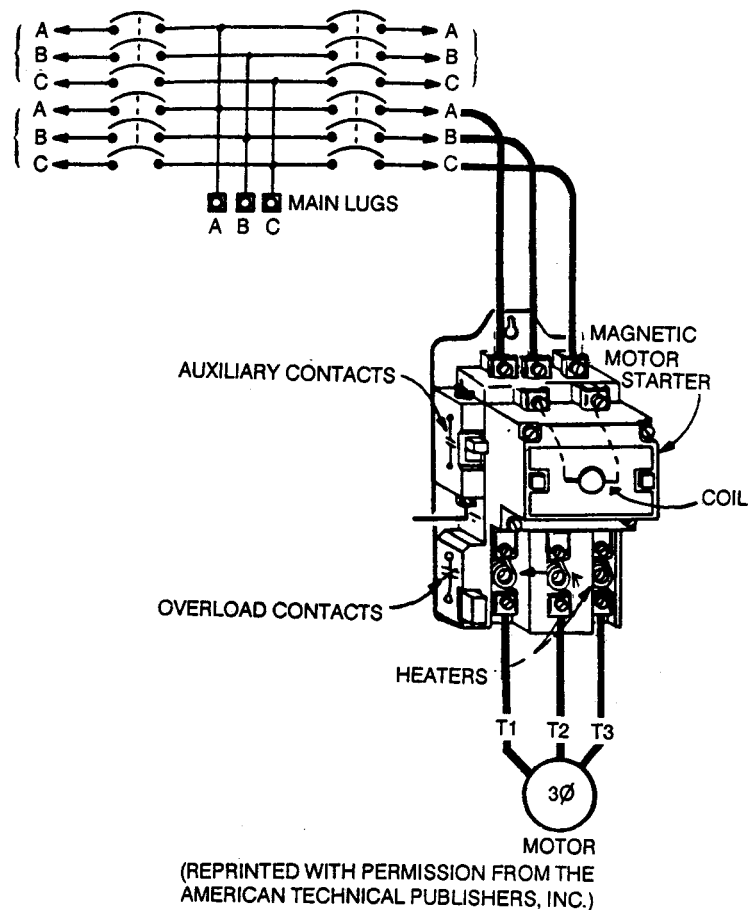 A A
B B
C C
A A
B B
C C
MAIN LUGS
A B C
MAGNETIC
MOTOR
STARTER
AUXILIARY CONTACTS
COIL
OVERLOAD CONTACTS
HEATERS
T1 T2 T3
3Ø
MOTOR
(REPRINTED WITH PERMISSION FROM THE
AMERICAN TECHNICAL PUBLISHERS, INC.)